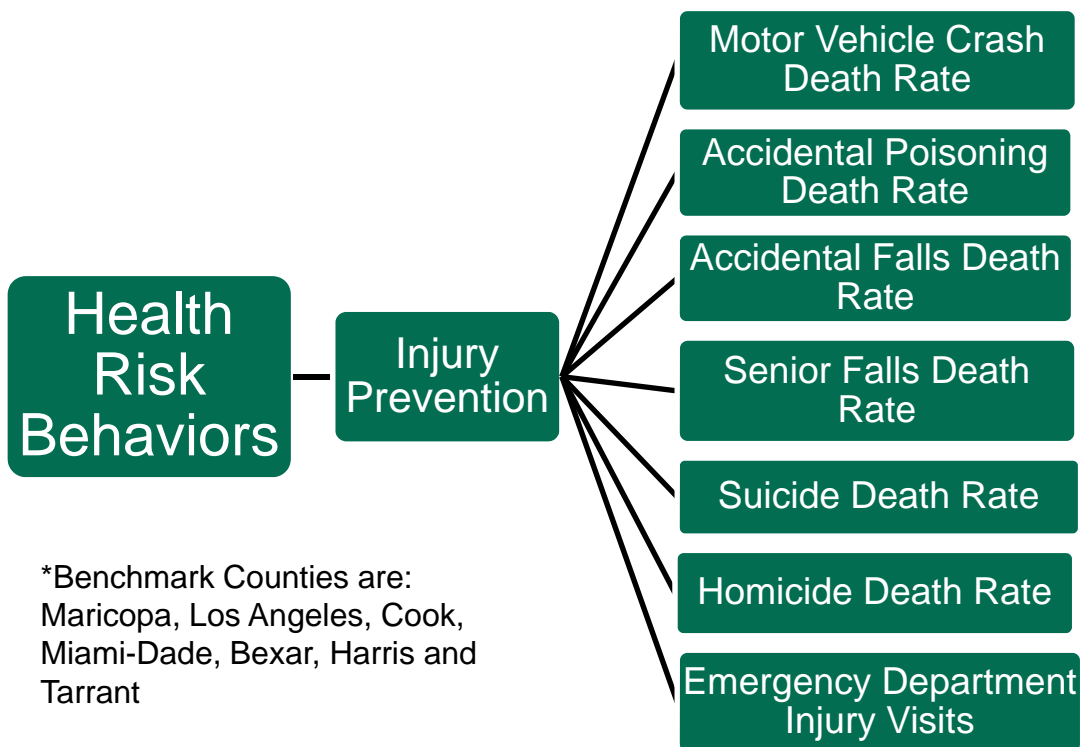 Health
Risk
Behaviors
Injury
Prevention
Motor Vehicle Crash
Death Rate
Accidental Poisoning
Death Rate
Accidental Falls Death
Rate
Senior Falls Death
Rate
Suicide Death Rate
Homicide Death Rate
Emergency Department
Injury Visits
*Benchmark Counties are:
Maricopa, Los Angeles, Cook,
Miami-Dade, Bexar, Harris and
Tarrant